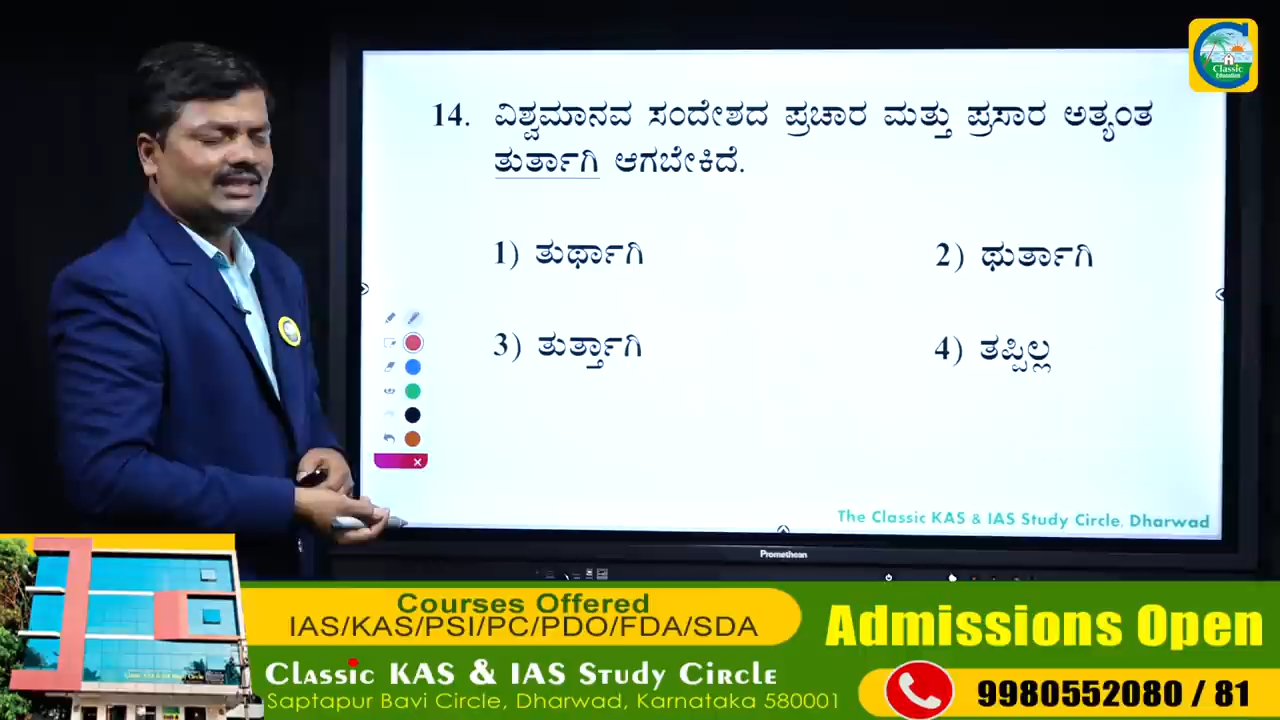 Classic
Education
14. ವಿಶ್ವಮಾನವ ಸಂದೇಶದ ಪ್ರಚಾರ ಮತ್ತು ಪ್ರಸಾರ ಅತ್ಯಂತ
ತುರ್ತಾಗಿ ಆಗಬೇಕಿದೆ.
1) ತುರ್ಥಾಗಿ
2) ಥುರ್ತಾಗಿ
3) ತುರ್ತ್ತಾಗಿ
4) ತಪ್ಪಿಲ್ಲ
The Classic KAS & IAS Study Circle, Dharwad
Promethean
Courses Offered
IAS/KAS/PSI/PC/PDO/FDA/SDA
Classic KAS & IAS Study Circle
Saptapur Bavi Circle, Dharwad, Karnataka 580001
Admissions Open
9980552080 / 81